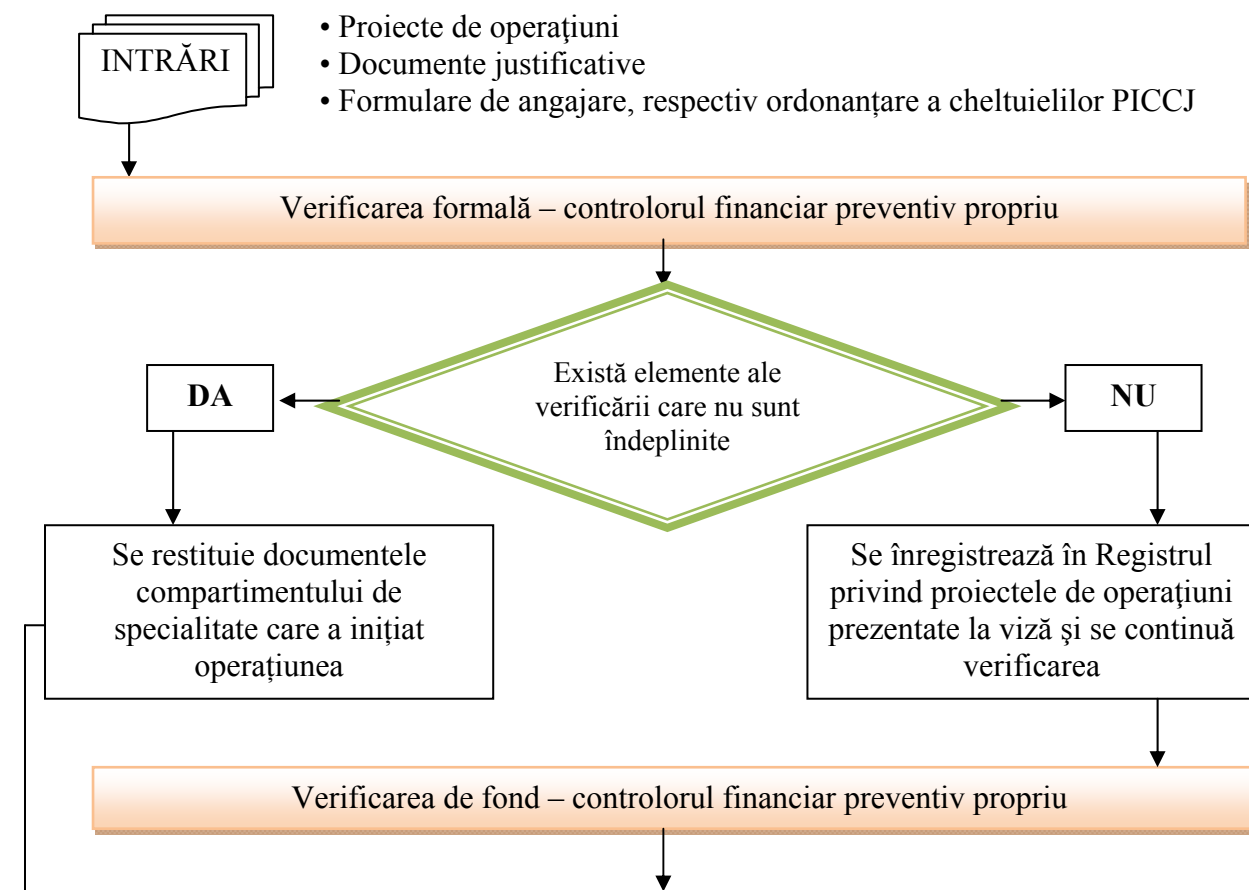 INTRĂRI
• Proiecte de operaţiuni
• Documente justificative
• Formulare de angajare, respectiv ordonanțare a cheltuielilor PICCJ
Verificarea formală – controlorul financiar preventiv propriu
Există elemente ale
verificării care nu sunt
îndeplinite
DA
NU
Se restituie documentele
compartimentului de
specialitate care a inițiat
operațiunea
Se înregistrează în Registrul
privind proiectele de operaţiuni
prezentate la viză şi se continuă
verificarea
Verificarea de fond – controlorul financiar preventiv propriu